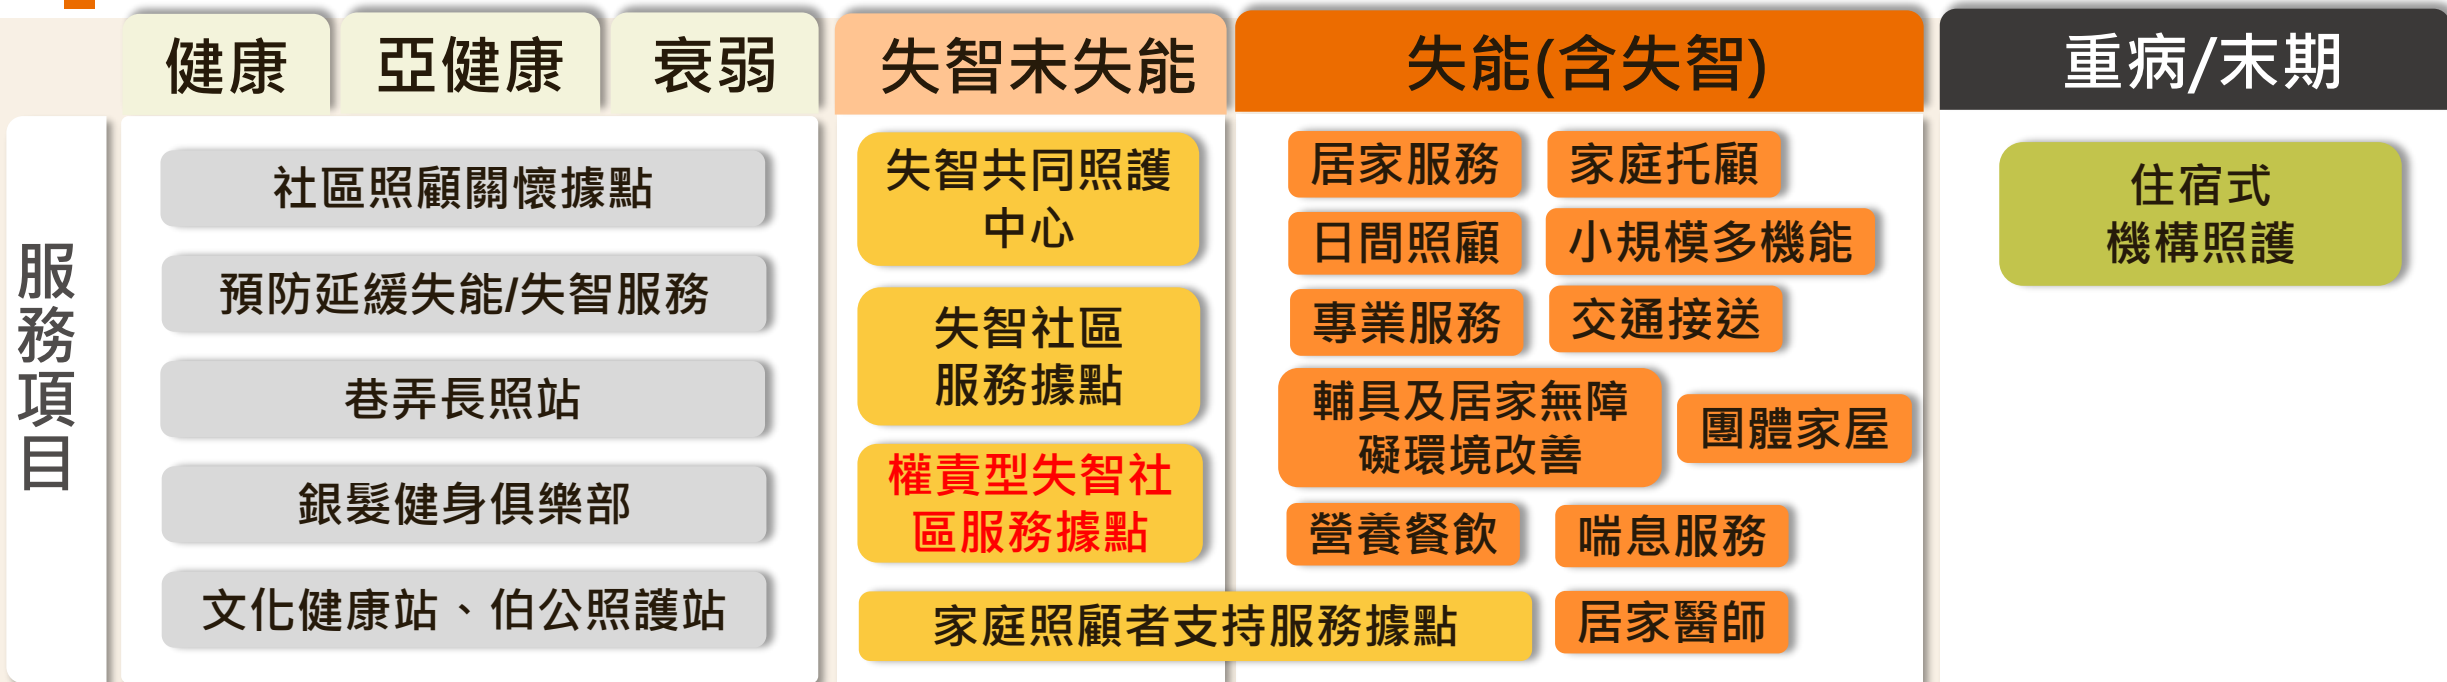 健康
亞健康
衰弱
失智未失能
失能(含失智)
重病/末期
服務項目
社區照顧關懷據點
預防延緩失能/失智服務
巷弄長照站
銀髮健身俱樂部
文化健康站、伯公照護站
失智共同照護
中心
失智社區
服務據點
權責型失智社
區服務據點
家庭照顧者支持服務據點
居家服務
家庭托顧
日間照顧
小規模多機能
專業服務
交通接送
輔具及居家無障
礙環境改善
團體家屋
營養餐飲
喘息服務
居家醫師
住宿式
機構照護